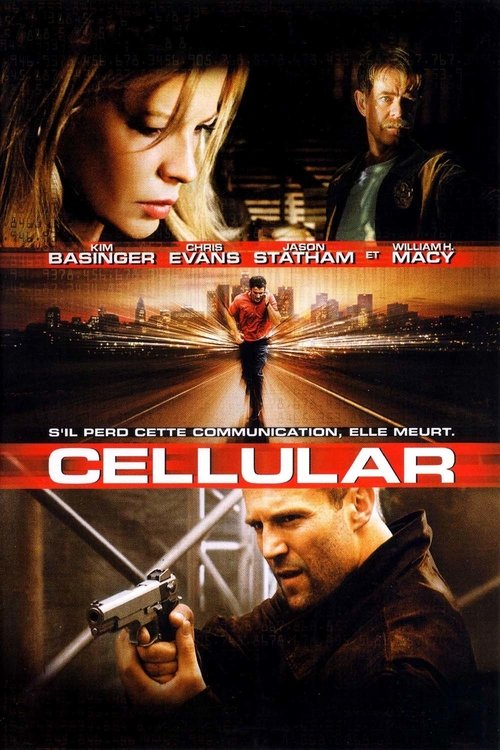 KIM CHRIS JASON WILLIAM H.
BASINGER EVANS STATHAM ET MACY
S'IL PERD CETTE COMMUNICATION, ELLE MEURT.
CELLULAR